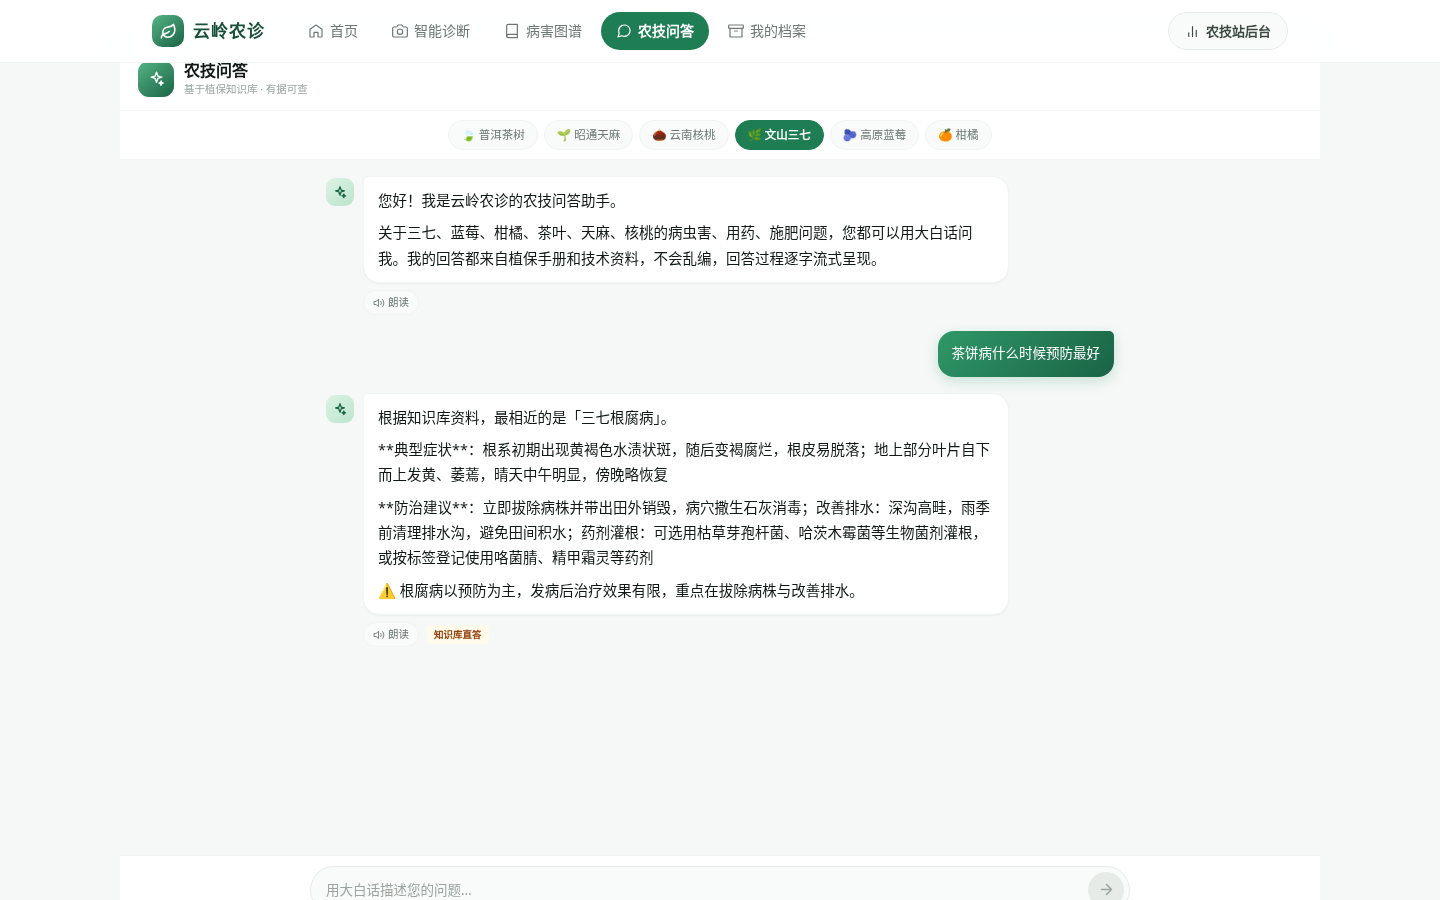 云岭农诊
首页
智能诊断
病害图谱
农技问答
我的档案
农技站后台
农技问答
基于植保知识库 · 有据可查
普洱茶树
昭通天麻
云南核桃
文山三七
高原蓝莓
柑橘
您好！我是云岭农诊的农技问答助手。
关于三七、蓝莓、柑橘、茶叶、天麻、核桃的病虫害、用药、施肥问题，您都可以用大白话问
我。我的回答都来自植保手册和技术资料，不会乱编，回答过程逐字流式呈现。
朗读
茶饼病什么时候预防最好
根据知识库资料，最相近的是「三七根腐病」。
**典型症状**：根系初期出现黄褐色水渍状斑，随后变褐腐烂，根皮易脱落；地上部分叶片自下
而上发黄、萎蔫，晴天中午明显，傍晚略恢复
**防治建议**：立即拔除病株并带出田外销毁，病穴撒生石灰消毒；改善排水：深沟高畦，雨季
前清理排水沟，避免田间积水；药剂灌根：可选用枯草芽孢杆菌、哈茨木霉菌等生物菌剂灌根，
或按标签登记使用咯菌腈、精甲霜灵等药剂
⚠️ 根腐病以预防为主，发病后治疗效果有限，重点在拔除病株与改善排水。
朗读
知识库直答
用大白话描述您的问题...